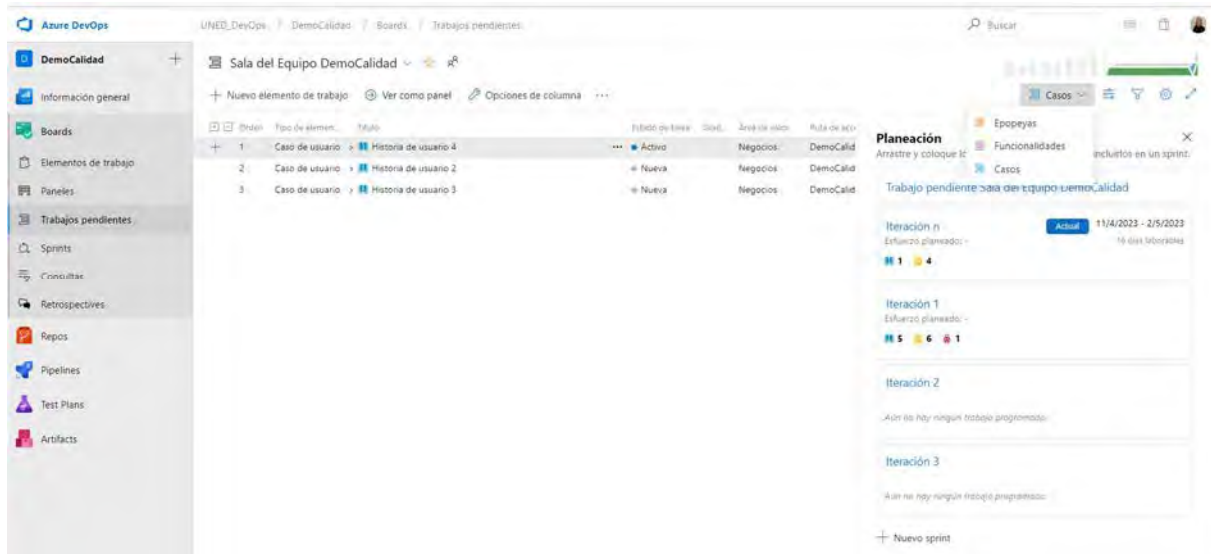 Azure DevOps
UNED_DevOps / DemoCalidad / Boards / Trabajos pendientes
Buscar
D DemoCalidad
Información general
Boards
Elementos de trabajo
Paneles
Trabajos pendientes
Sprints
Consultas
Retrospectives
Repos
Pipelines
Test Plans
Artifacts
Sala del Equipo DemoCalidad
Nuevo elemento de trabajo Ver como panel Opciones de columna ...
Casos
Epopeyas
Funcionalidades
Casos
Orden Tipo de elemen... Título Estado de tarea Área de valor
1 Caso de usuario Historia de usuario 4 ... Activo Negocios DemoCalid
2 Caso de usuario Historia de usuario 2 Nueva Negocios DemoCalid
3 Caso de usuario Historia de usuario 3 Nueva Negocios DemoCalid
Planeación
Arrastre y coloque incluirlos en un sprint.
Trabajo pendiente Sala del Equipo DemoCalidad
Iteración n Actual 11/4/2023 - 2/5/2023
Esfuerzo planeado: - días laborables
1 4
Iteración 1
Esfuerzo planeado: -
5 6 1
Iteración 2
Aún no hay ningún trabajo programado.
Iteración 3
Aún no hay ningún trabajo programado.
Nuevo sprint